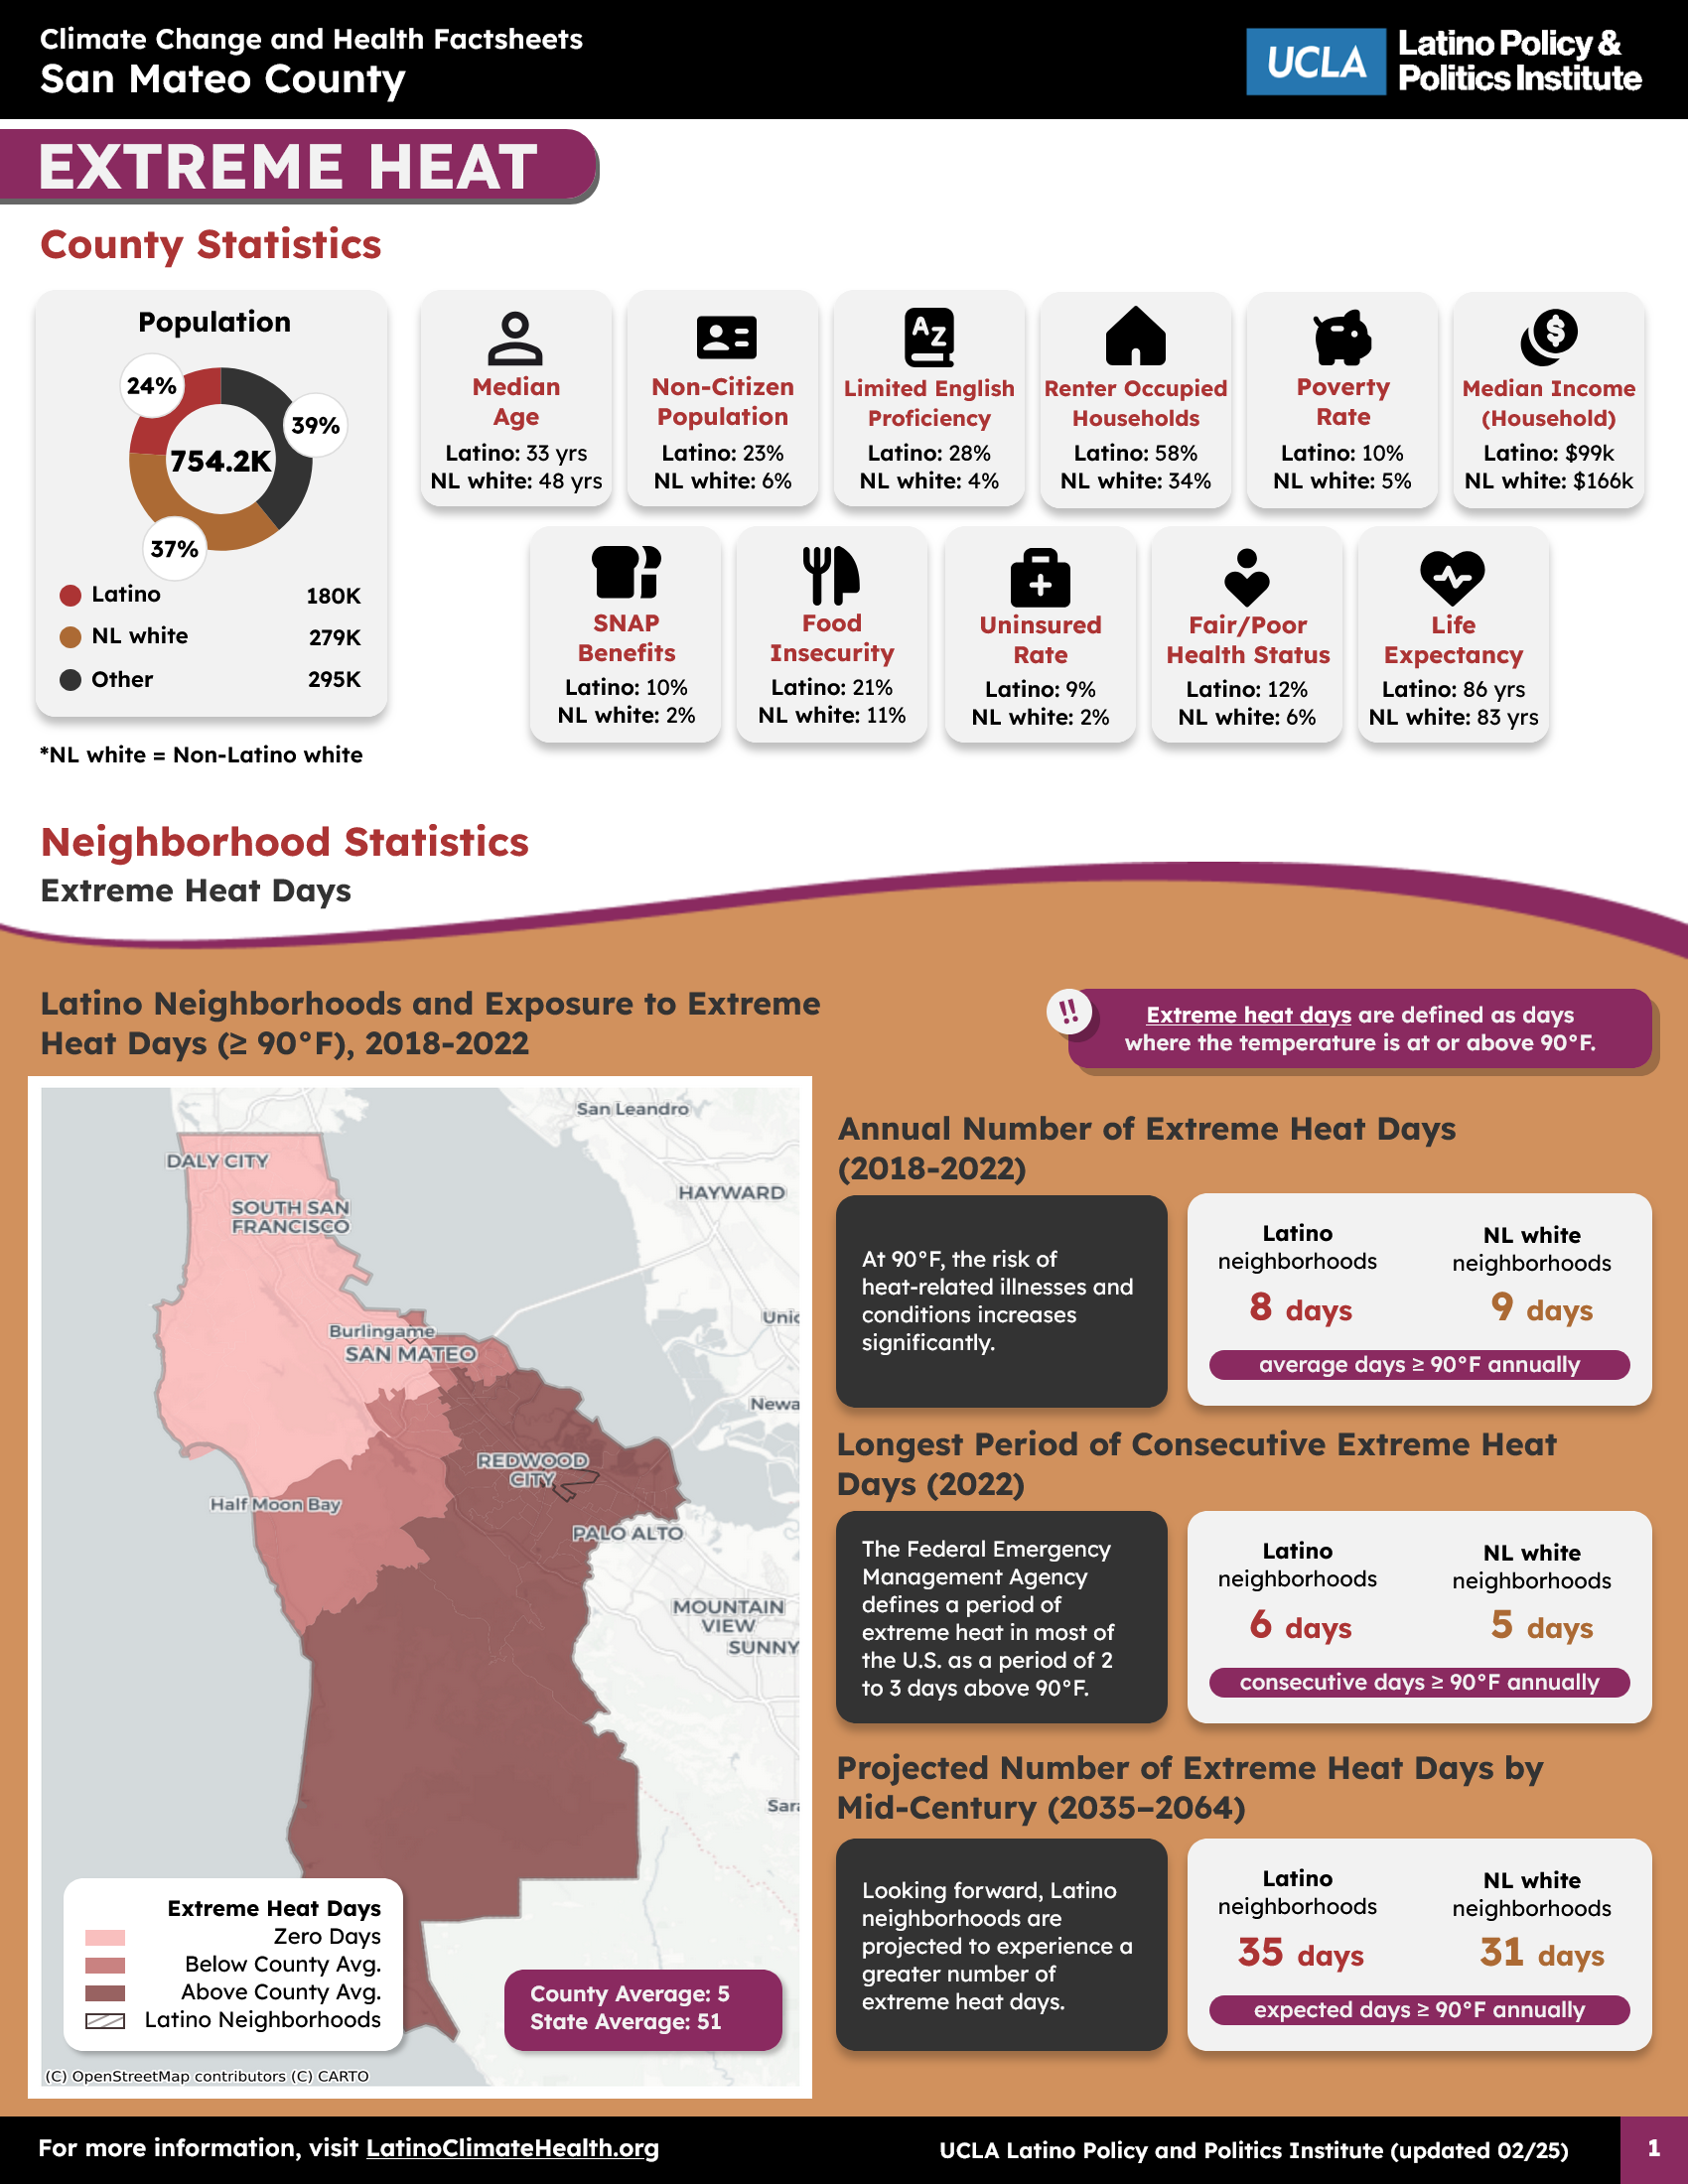 Climate Change and Health Factsheets
San Mateo County
UCLA
Latino Policy &
Politics Institute
EXTREME HEAT
County Statistics
Population
24%
39%
754.2K
37%
Latino 180K
NL white 279K
Other 295K
*NL white = Non-Latino white
Median
Age
Latino: 33 yrs
NL white: 48 yrs
Non-Citizen
Population
Latino: 23%
NL white: 6%
AZ
Limited English
Proficiency
Latino: 28%
NL white: 4%
Renter Occupied
Households
Latino: 58%
NL white: 34%
Poverty
Rate
Latino: 10%
NL white: 5%
$
Median Income
(Household)
Latino: $99k
NL white: $166k
SNAP
Benefits
Latino: 10%
NL white: 2%
Food
Insecurity
Latino: 21%
NL white: 11%
Uninsured
Rate
Latino: 9%
NL white: 2%
Fair/Poor
Health Status
Latino: 12%
NL white: 6%
Life
Expectancy
Latino: 86 yrs
NL white: 83 yrs
Neighborhood Statistics
Extreme Heat Days
Latino Neighborhoods and Exposure to Extreme
Heat Days (≥ 90°F), 2018-2022
San Leandro
DALY CITY
HAYWARD
SOUTH SAN
FRANCISCO
Unic
Burlingame
SAN MATEO
Newa
REDWOOD
CITY
Half Moon Bay
PALO ALTO
MOUNTAIN
VIEW
SUNNY
Sara
Extreme Heat Days
Zero Days
Below County Avg.
Above County Avg.
Latino Neighborhoods
County Average: 5
State Average: 51
(C) OpenStreetMap contributors (C) CARTO
!!
Extreme heat days are defined as days
where the temperature is at or above 90°F.
Annual Number of Extreme Heat Days
(2018-2022)
At 90°F, the risk of
heat-related illnesses and
conditions increases
significantly.
Latino
neighborhoods
8 days
NL white
neighborhoods
9 days
average days ≥ 90°F annually
Longest Period of Consecutive Extreme Heat
Days (2022)
The Federal Emergency
Management Agency
defines a period of
extreme heat in most of
the U.S. as a period of 2
to 3 days above 90°F.
Latino
neighborhoods
6 days
NL white
neighborhoods
5 days
consecutive days ≥ 90°F annually
Projected Number of Extreme Heat Days by
Mid-Century (2035–2064)
Looking forward, Latino
neighborhoods are
projected to experience a
greater number of
extreme heat days.
Latino
neighborhoods
35 days
NL white
neighborhoods
31 days
expected days ≥ 90°F annually
For more information, visit LatinoClimateHealth.org
UCLA Latino Policy and Politics Institute (updated 02/25)
1